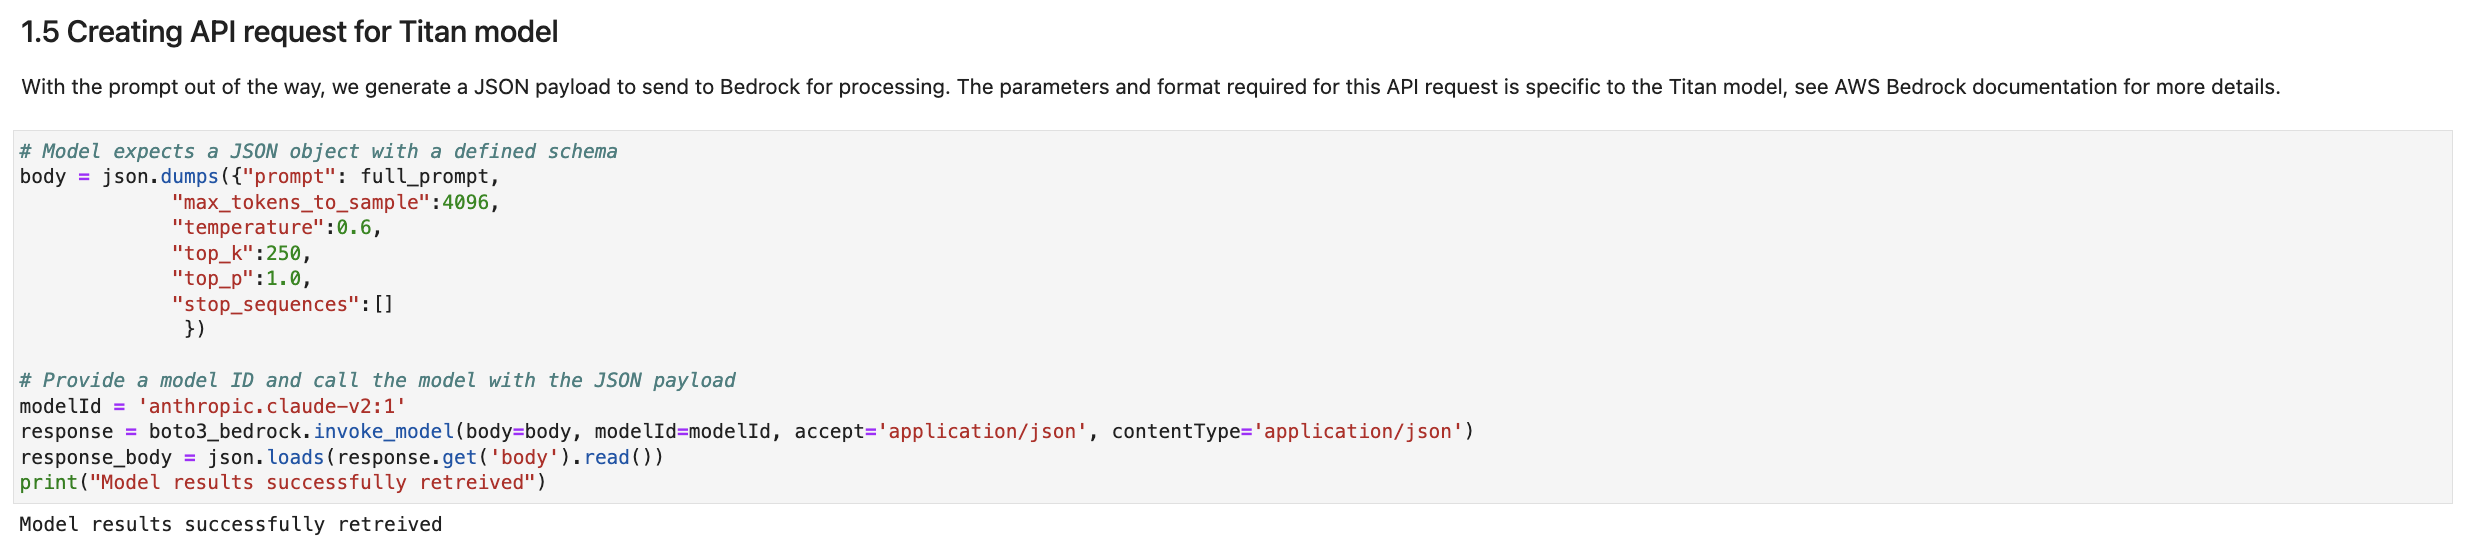 1.5 Creating API request for Titan model
With the prompt out of the way, we generate a JSON payload to send to Bedrock for processing. The parameters and format required for this API request is specific to the Titan model, see AWS Bedrock documentation for more details.
# Model expects a JSON object with a defined schema
body = json.dumps({"prompt": full_prompt,
             "max_tokens_to_sample":4096,
             "temperature":0.6,
             "top_k":250,
             "top_p":1.0,
             "stop_sequences":[]
              })
# Provide a model ID and call the model with the JSON payload
modelId = 'anthropic.claude-v2:1'
response = boto3_bedrock.invoke_model(body=body, modelId=modelId, accept='application/json', contentType='application/json')
response_body = json.loads(response.get('body').read())
print("Model results successfully retreived")
Model results successfully retreived